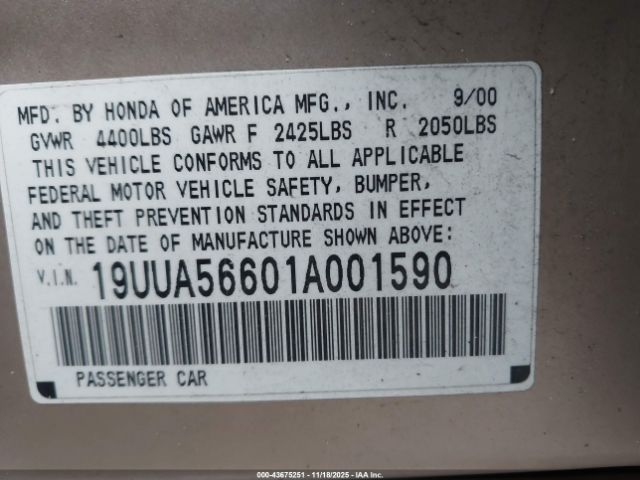 MFD. BY HONDA OF AMERICA MFG., INC. 9/00
GVWR 4400LBS GAWR F 2425LBS R 2050LBS
THIS VEHICLE CONFORMS TO ALL APPLICABLE
FEDERAL MOTOR VEHICLE SAFETY, BUMPER,
AND THEFT PREVENTION STANDARDS IN EFFECT
ON THE DATE OF MANUFACTURE SHOWN ABOVE:
V.I.N. 19UUA56601A001590
PASSENGER CAR
000-43675251 - 11/18/2025 - IAA Inc.